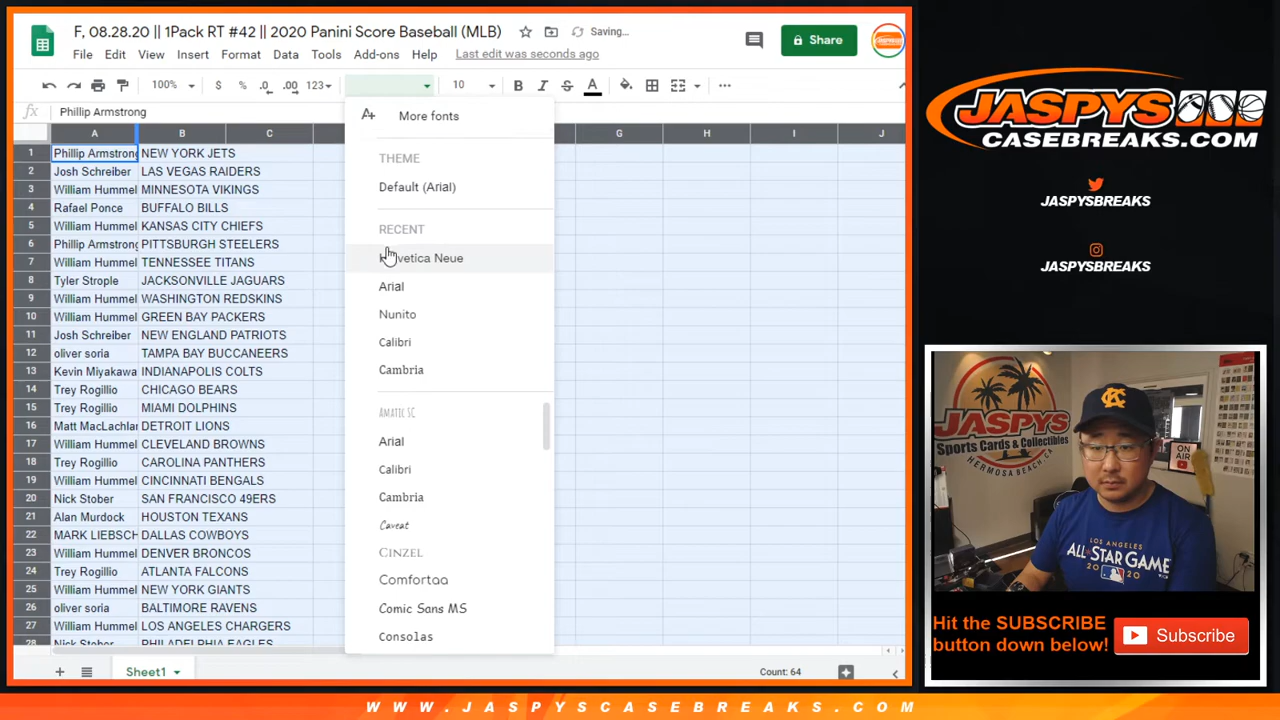 F, 08.28.20 || 1Pack RT #42 || 2020 Panini Score Baseball (MLB)
Saving...
File Edit View Insert Format Data Tools Add-ons Help Last edit was seconds ago
Share
100% $ % .0 .00 123 10 B I S A
fx Phillip Armstrong
A B C G H I J
1 Phillip Armstrong NEW YORK JETS
2 Josh Schreiber LAS VEGAS RAIDERS
3 William Hummel MINNESOTA VIKINGS
4 Rafael Ponce BUFFALO BILLS
5 William Hummel KANSAS CITY CHIEFS
6 Phillip Armstrong PITTSBURGH STEELERS
7 William Hummel TENNESSEE TITANS
8 Tyler Strople JACKSONVILLE JAGUARS
9 William Hummel WASHINGTON REDSKINS
10 William Hummel GREEN BAY PACKERS
11 Josh Schreiber NEW ENGLAND PATRIOTS
12 oliver soria TAMPA BAY BUCCANEERS
13 Kevin Miyakawa INDIANAPOLIS COLTS
14 Trey Rogillio CHICAGO BEARS
15 Trey Rogillio MIAMI DOLPHINS
16 Matt MacLachlan DETROIT LIONS
17 William Hummel CLEVELAND BROWNS
18 Trey Rogillio CAROLINA PANTHERS
19 William Hummel CINCINNATI BENGALS
20 Nick Stober SAN FRANCISCO 49ERS
21 Alan Murdock HOUSTON TEXANS
22 MARK LIEBSCH DALLAS COWBOYS
23 William Hummel DENVER BRONCOS
24 Trey Rogillio ATLANTA FALCONS
25 William Hummel NEW YORK GIANTS
26 oliver soria BALTIMORE RAVENS
27 William Hummel LOS ANGELES CHARGERS
28 Nick Stober PHILADELPHIA EAGLES
More fonts
THEME
Default (Arial)
RECENT
Helvetica Neue
Arial
Nunito
Calibri
Cambria
AMATIC SC
Arial
Calibri
Cambria
Caveat
CINZEL
Comfortaa
Comic Sans MS
Consolas
Sheet1
Count: 64
JASPYS
CASEBREAKS.COM
JASPYSBREAKS
JASPYSBREAKS
JASPYS
Sports Cards & Collectibles
HERMOSA BEACH, CA
ON AIR
KC
LOS ANGELES
ALL★STAR GAME
2020
Hit the SUBSCRIBE
button down below!
Subscribe
WWW.JASPYSCASEBREAKS.COM